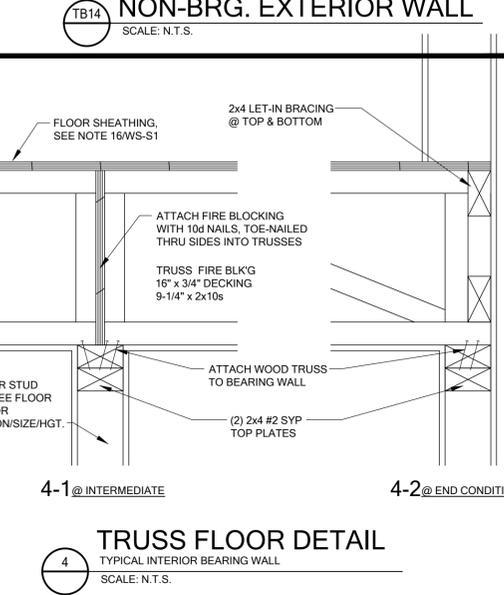 NON-BRG. EXTERIOR WALL
TB14
SCALE: N.T.S.
2x4 LET-IN BRACING
@ TOP & BOTTOM
FLOOR SHEATHING,
SEE NOTE 16/WS-S1
ATTACH FIRE BLOCKING
WITH 10d NAILS, TOE-NAILED
THRU SIDES INTO TRUSSES
TRUSS FIRE BLK'G
16" x 3/4" DECKING
9-1/4" x 2x10s
ATTACH WOOD TRUSS
TO BEARING WALL
R STUD
EE FLOOR
OR
ON/SIZE/HGT.
(2) 2x4 #2 SYP
TOP PLATES
4-1 @ INTERMEDIATE
4-2 @ END CONDITI
TRUSS FLOOR DETAIL
4
TYPICAL INTERIOR BEARING WALL
SCALE: N.T.S.